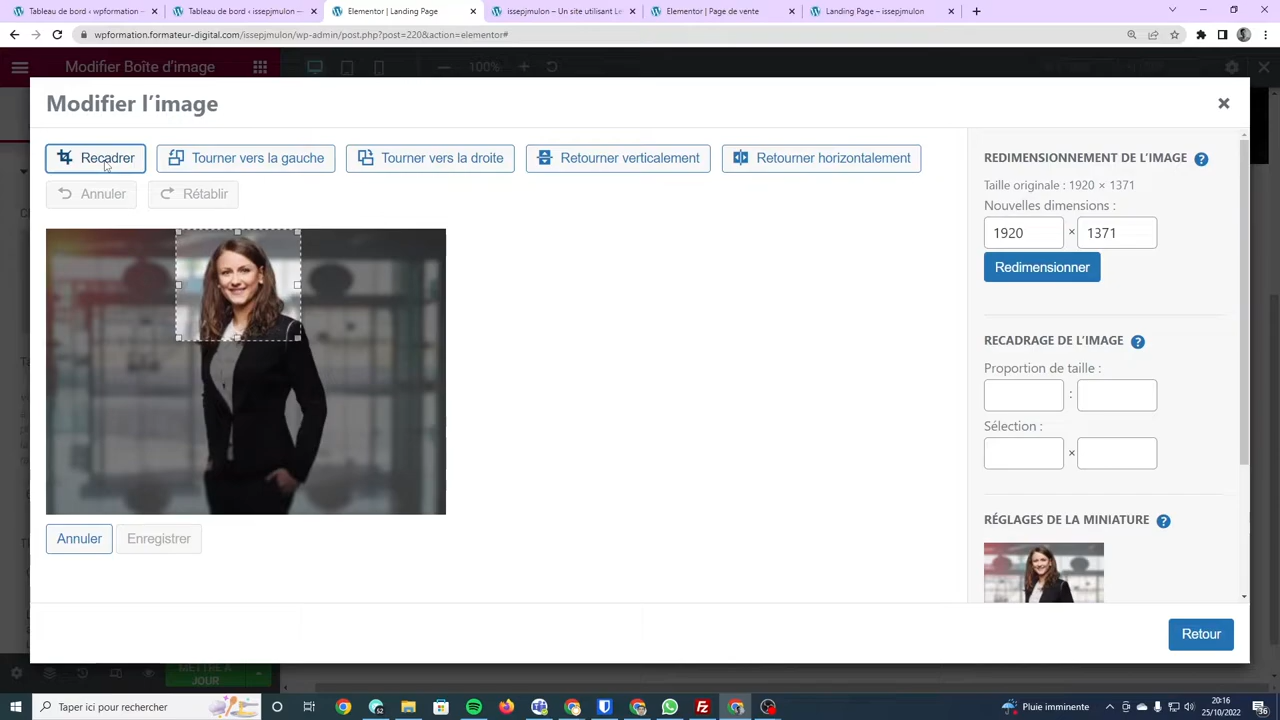 Tableau de bord ‹ issepjmulon
Tableau de bord ‹ issepjmulon
Elementor | Landing Page
issepjmulon – Un site utilisant
Elementor | Page de vente
Landing Page – issepjmulon
wpformation.formateur-digital.com/issepjmulon/wp-admin/post.php?post=220&action=elementor#
Modifier Boîte d'image
100%
Modifier l’image
Recadrer
Tourner vers la gauche
Tourner vers la droite
Retourner verticalement
Retourner horizontalement
Annuler
Rétablir
REDIMENSIONNEMENT DE L’IMAGE
Taille originale : 1920 × 1371
Nouvelles dimensions :
1920 × 1371
Redimensionner
RECADRAGE DE L’IMAGE
Proportion de taille :
:
Sélection :
×
RÉGLAGES DE LA MINIATURE
Annuler
Enregistrer
Retour
METTRE À
JOUR
Taper ici pour rechercher
Pluie imminente
20:16
25/10/2022